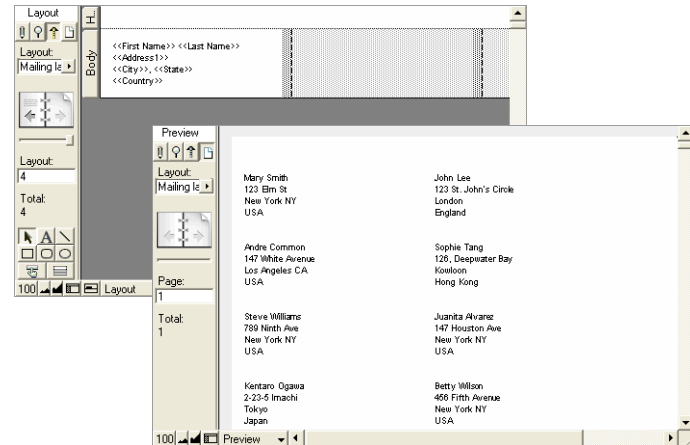 Layout
Layout:
Mailing la
Layout:
4
Total:
4
100
Layout
Body
<<First Name>> <<Last Name>>
<<Address1>>
<<City>>, <<State>>
<<Country>>
Preview
Layout:
Mailing la
Page:
1
Total:
1
100
Preview
Mary Smith
123 Elm St
New York NY
USA
John Lee
123 St. John's Circle
London
England
Andre Common
147 White Avenue
Los Angeles CA
USA
Sophie Tang
126, Deepwater Bay
Kowloon
Hong Kong
Steve Williams
789 Ninth Ave
New York NY
USA
Juanita Alvarez
147 Houston Ave
New York NY
USA
Kentaro Ogawa
2-23-5 Imachi
Tokyo
Japan
Betty Wilson
456 Fifth Avenue
New York NY
USA